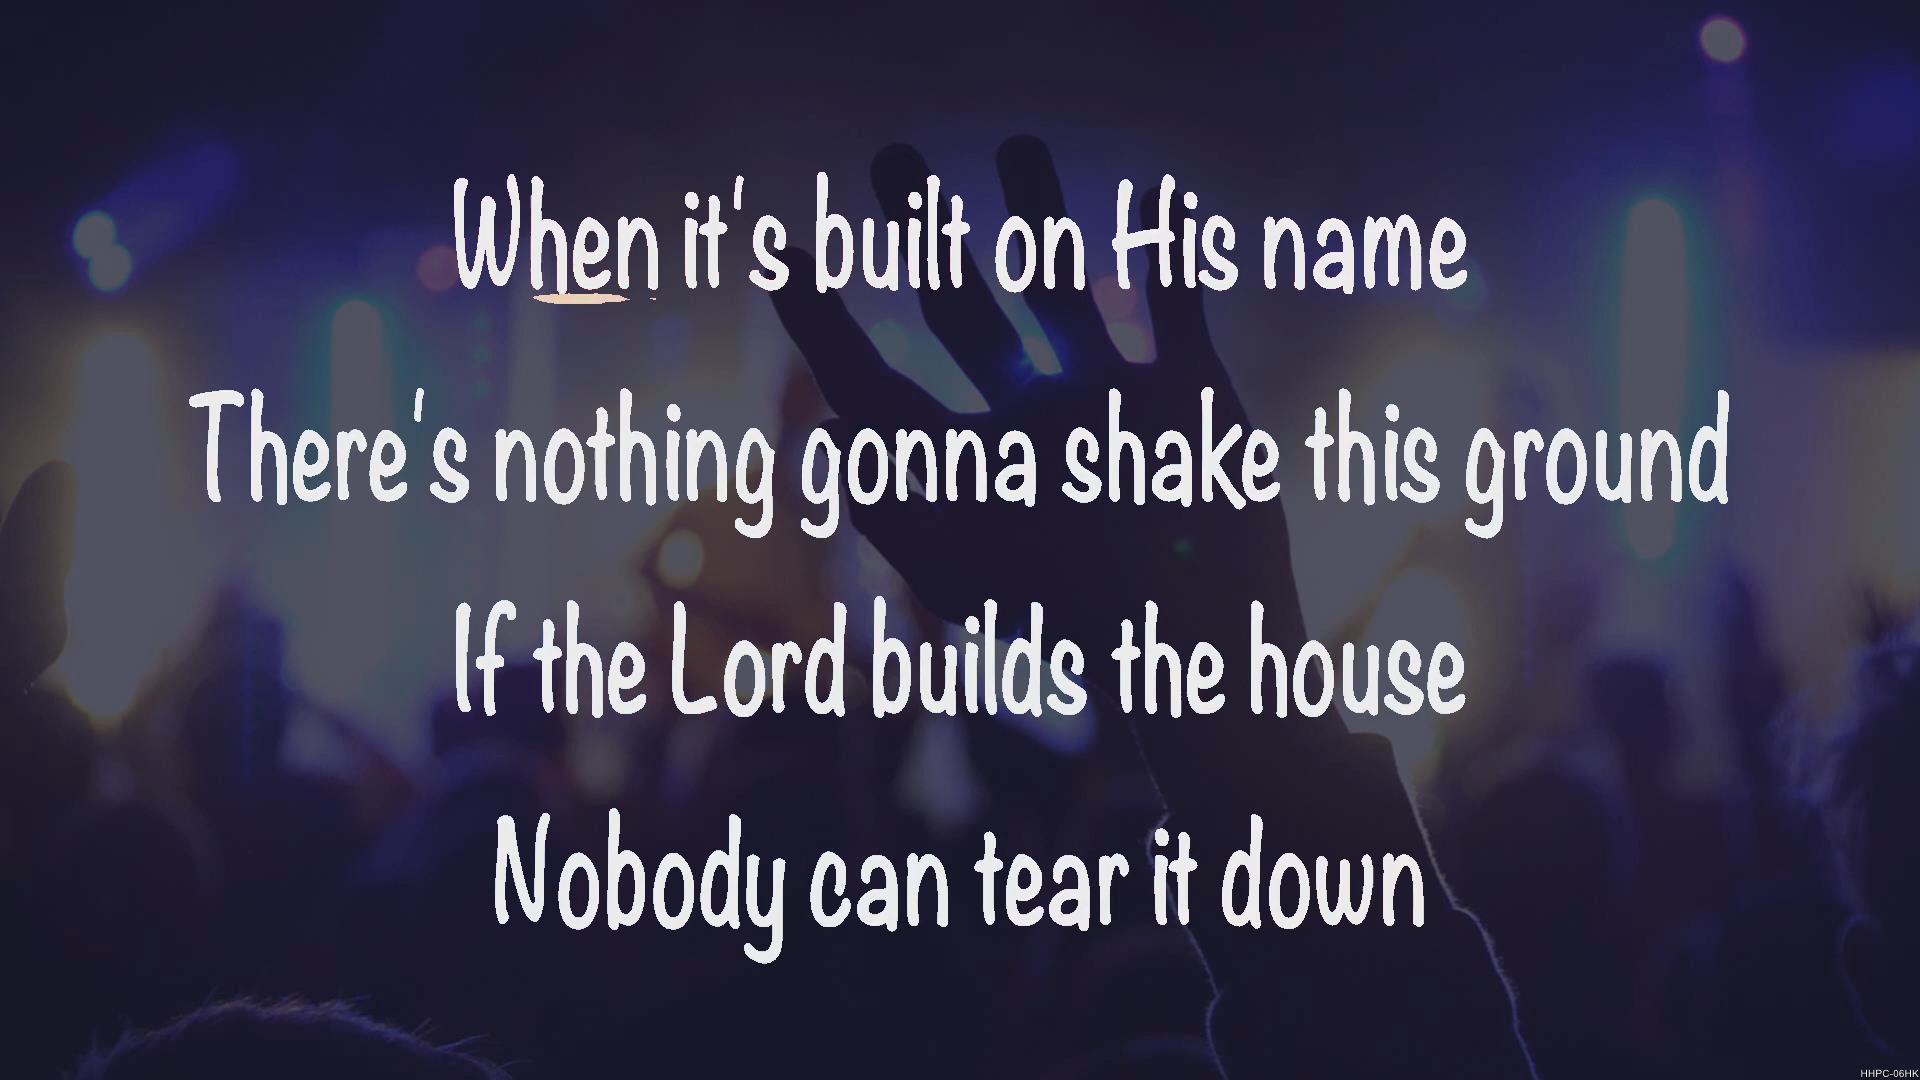 When it's built on His name
There's nothing gonna shake this ground
If the Lord builds the house
Nobody can tear it down
HHPC-06HK